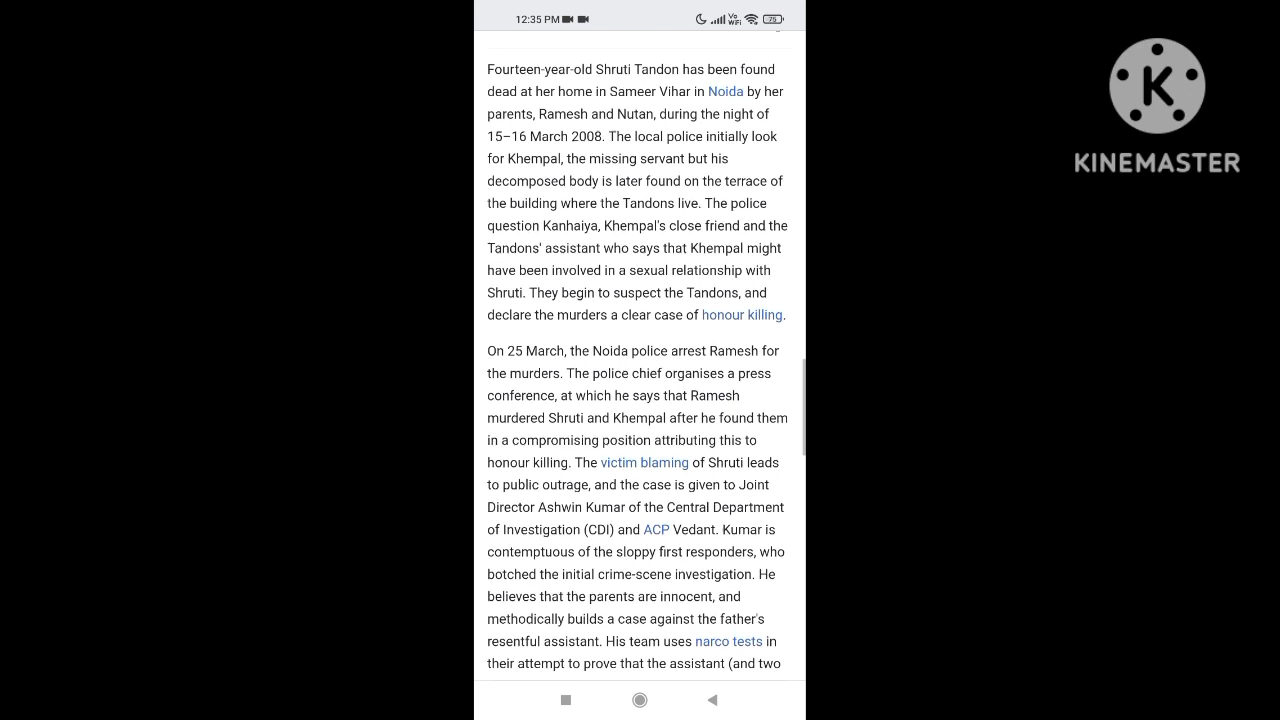 12:35 PM
Vo
WiFi
75
Fourteen-year-old Shruti Tandon has been found
dead at her home in Sameer Vihar in Noida by her
parents, Ramesh and Nutan, during the night of
15–16 March 2008. The local police initially look
for Khempal, the missing servant but his
decomposed body is later found on the terrace of
the building where the Tandons live. The police
question Kanhaiya, Khempal's close friend and the
Tandons' assistant who says that Khempal might
have been involved in a sexual relationship with
Shruti. They begin to suspect the Tandons, and
declare the murders a clear case of honour killing.
On 25 March, the Noida police arrest Ramesh for
the murders. The police chief organises a press
conference, at which he says that Ramesh
murdered Shruti and Khempal after he found them
in a compromising position attributing this to
honour killing. The victim blaming of Shruti leads
to public outrage, and the case is given to Joint
Director Ashwin Kumar of the Central Department
of Investigation (CDI) and ACP Vedant. Kumar is
contemptuous of the sloppy first responders, who
botched the initial crime-scene investigation. He
believes that the parents are innocent, and
methodically builds a case against the father's
resentful assistant. His team uses narco tests in
their attempt to prove that the assistant (and two
K
KINEMASTER